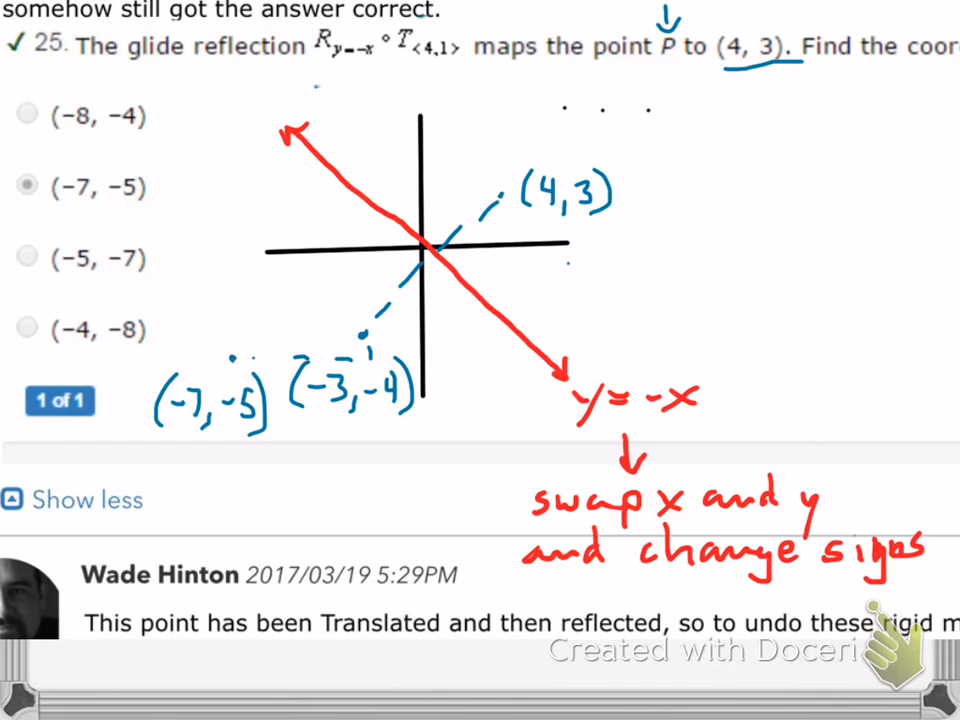 somehow still got the answer correct.
✓ 25. The glide reflection R y=-x ∘ T <4,1> maps the point P to (4, 3). Find the coor
(-8, -4)
(-7, -5)
(-5, -7)
(-4, -8)
(4,3)
(-7,-5) (-3,-4)
y = -x
1 of 1
swap x and y
and change signs
Show less
Wade Hinton 2017/03/19 5:29PM
This point has been Translated and then reflected, so to undo these rigid m
Created with Doceri